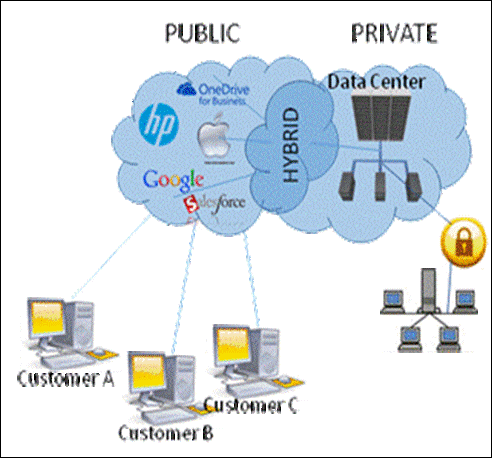 PUBLIC
PRIVATE
OneDrive
for Business
Data Center
hp
HYBRID
Google
Salesforce
Customer A
Customer C
Customer B